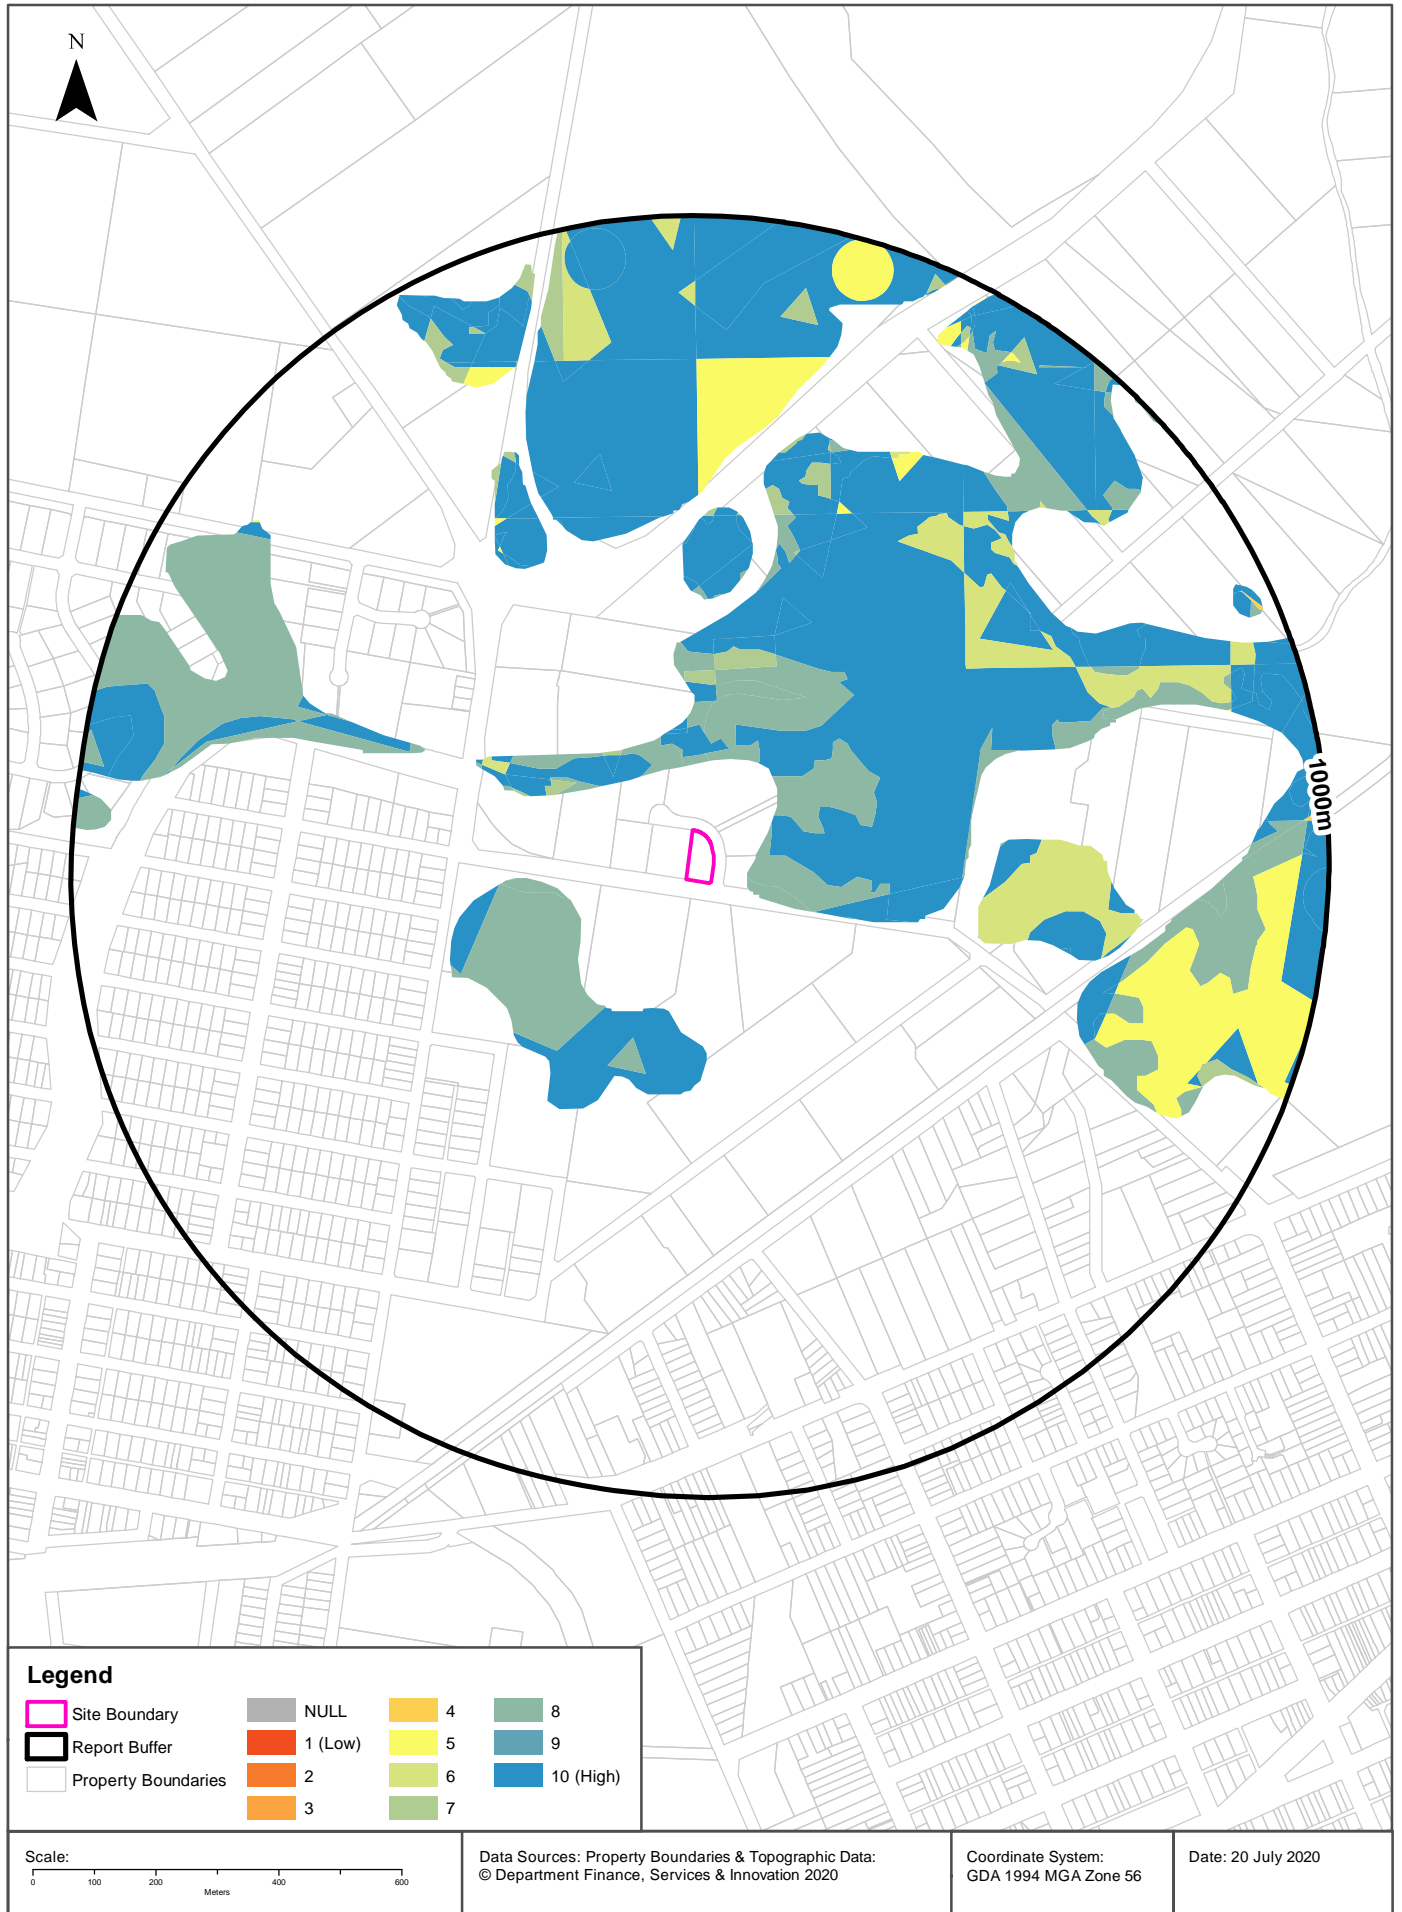 N
1000m
Legend
Site Boundary
Report Buffer
Property Boundaries
NULL
1 (Low)
2
3
4
5
6
7
8
9
10 (High)
Scale:
0 100 200 400 600
Meters
Data Sources: Property Boundaries & Topographic Data:
© Department Finance, Services & Innovation 2020
Coordinate System:
GDA 1994 MGA Zone 56
Date: 20 July 2020